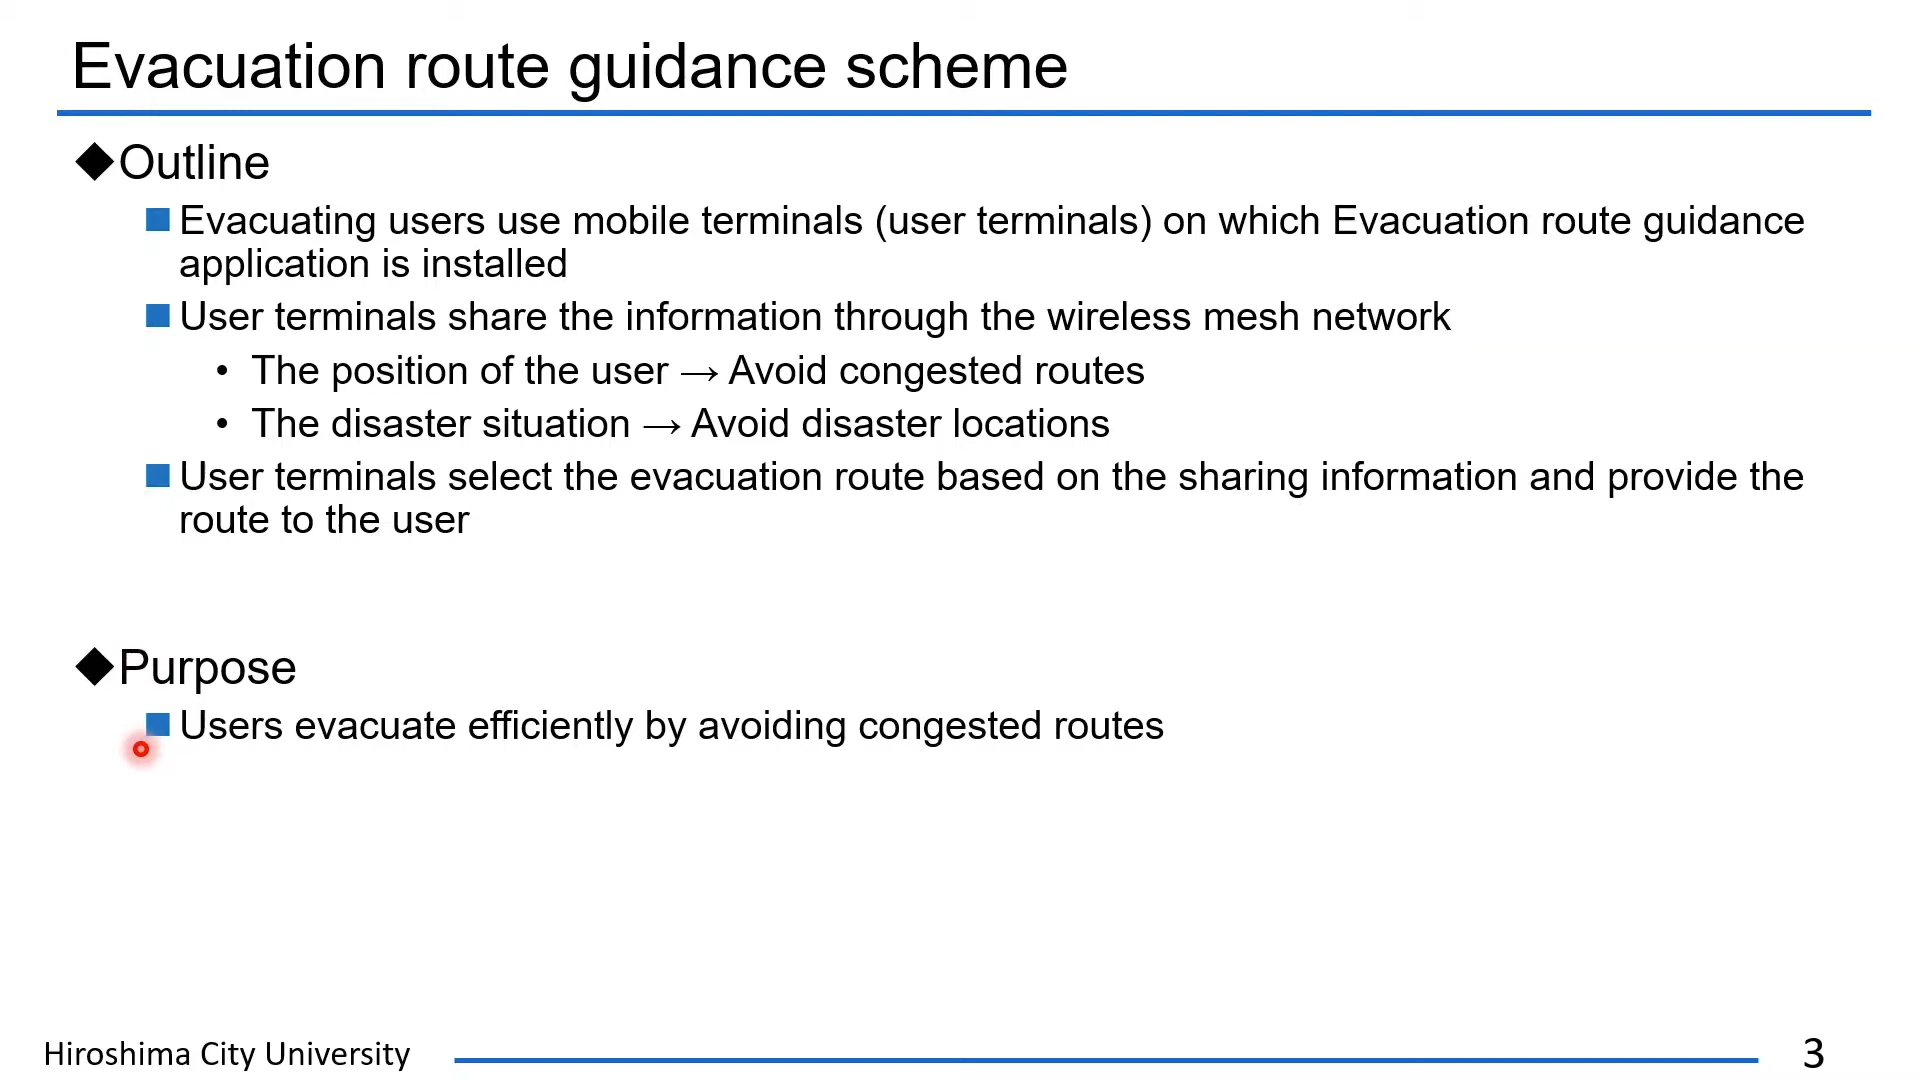 Evacuation route guidance scheme
◆Outline
■ Evacuating users use mobile terminals (user terminals) on which Evacuation route guidance
application is installed
■ User terminals share the information through the wireless mesh network
• The position of the user → Avoid congested routes
• The disaster situation → Avoid disaster locations
■ User terminals select the evacuation route based on the sharing information and provide the
route to the user
◆Purpose
■ Users evacuate efficiently by avoiding congested routes
Hiroshima City University
3